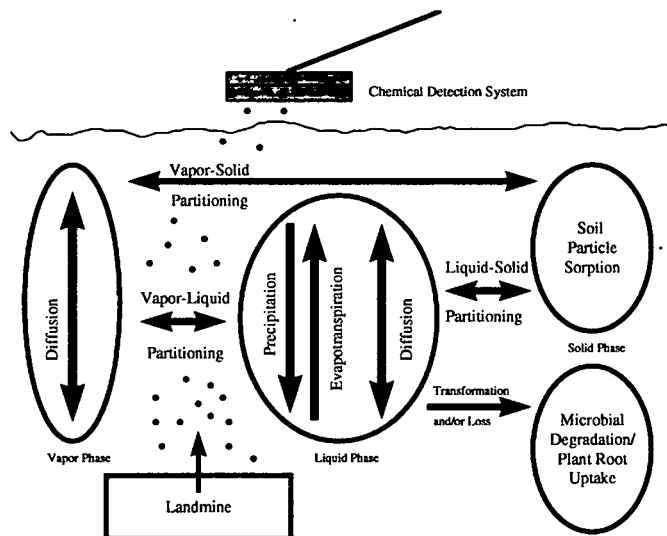 Chemical Detection System
Vapor-Solid
Partitioning
Soil
Particle
Sorption
Solid Phase
Liquid-Solid
Partitioning
Vapor-Liquid
Partitioning
Diffusion
Vapor Phase
Precipitation
Evapotranspiration
Diffusion
Liquid Phase
Transformation
and/or Loss
Microbial
Degradation/
Plant Root
Uptake
Landmine